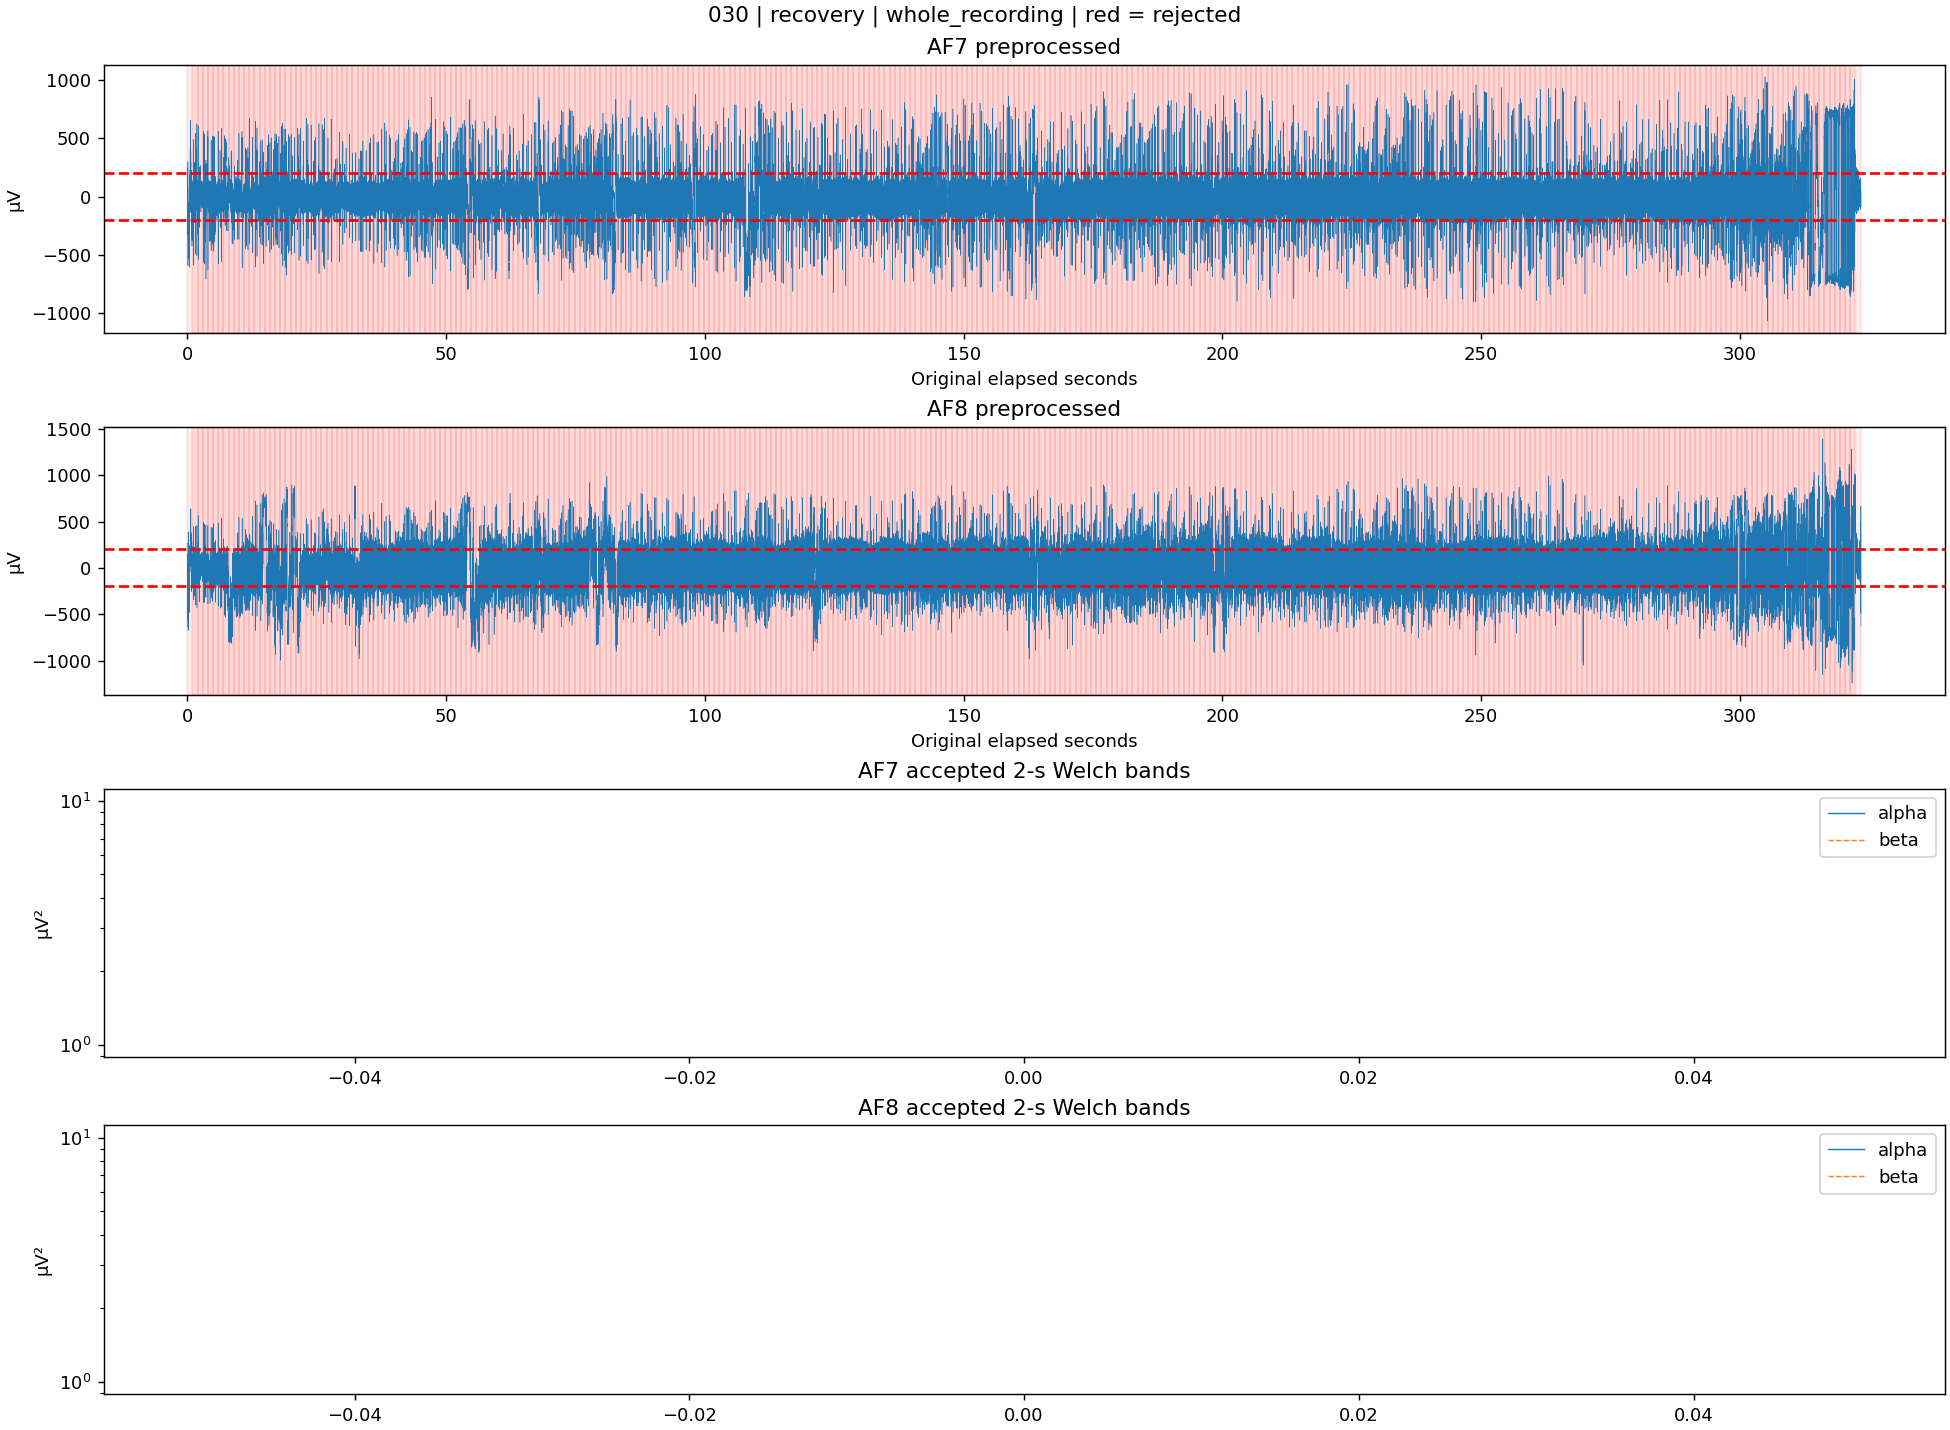 030 | recovery | whole_recording | red = rejected
AF7 preprocessed
1000
500
0
−500
−1000
µV
0 50 100 150 200 250 300
Original elapsed seconds
AF8 preprocessed
1500
1000
500
0
−500
−1000
µV
0 50 100 150 200 250 300
Original elapsed seconds
AF7 accepted 2-s Welch bands
10¹
10⁰
µV²
alpha
beta
−0.04 −0.02 0.00 0.02 0.04
AF8 accepted 2-s Welch bands
10¹
10⁰
µV²
alpha
beta
−0.04 −0.02 0.00 0.02 0.04